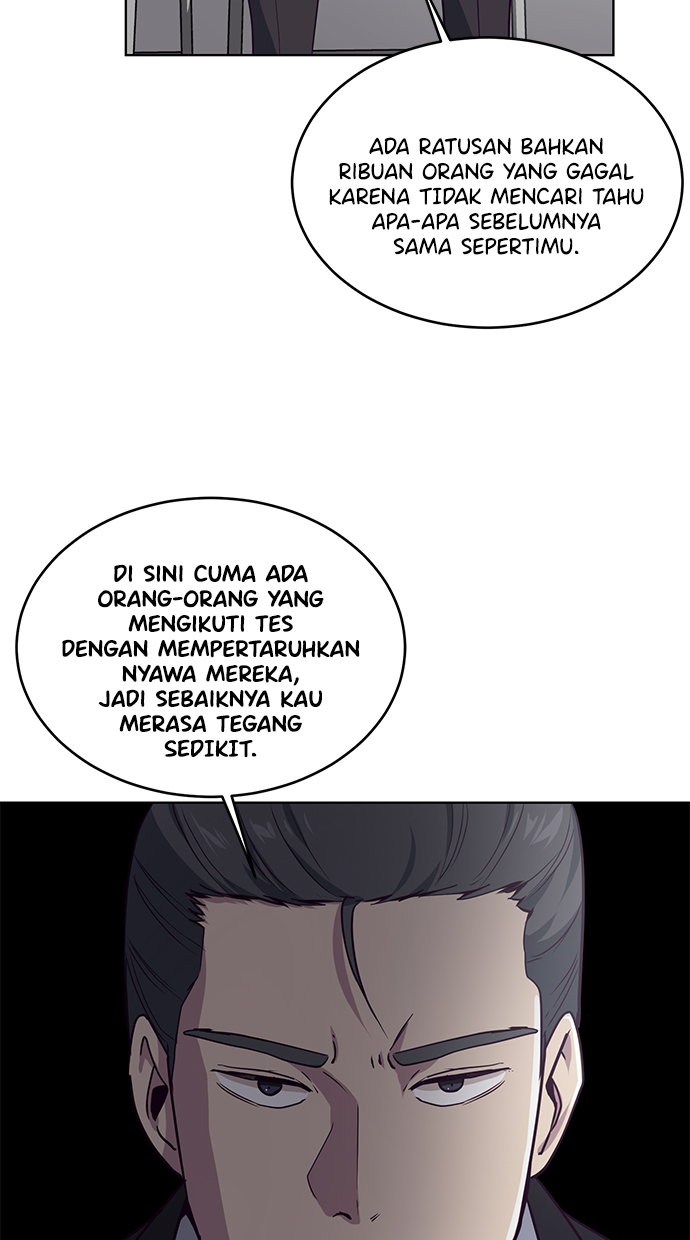 ADA RATUSAN BAHKAN
RIBUAN ORANG YANG GAGAL
KARENA TIDAK MENCARI TAHU
APA-APA SEBELUMNYA
SAMA SEPERTIMU.
DI SINI CUMA ADA
ORANG-ORANG YANG
MENGIKUTI TES
DENGAN MEMPERTARUHKAN
NYAWA MEREKA,
JADI SEBAIKNYA KAU
MERASA TEGANG
SEDIKIT.